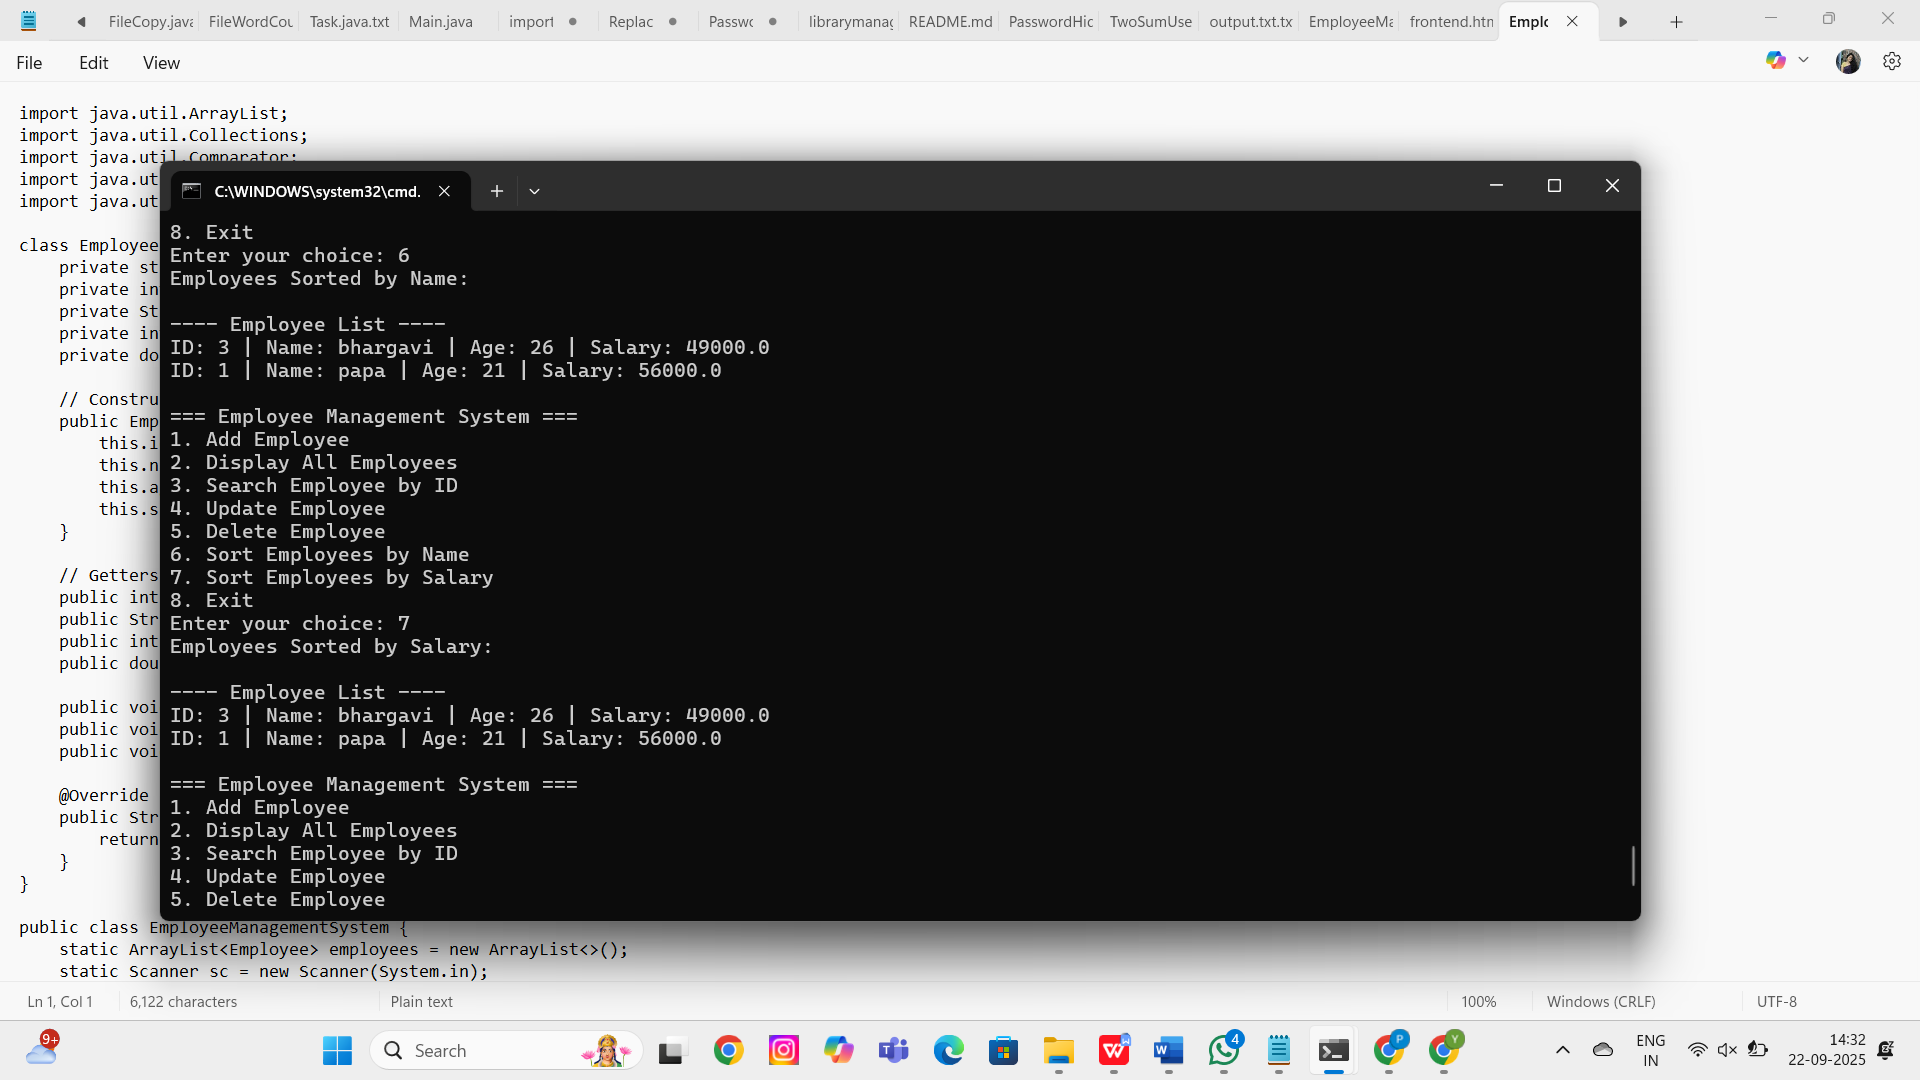 FileCopy.java FileWordCou Task.java.txt Main.java import Replac Passwo librarymanag README.md PasswordHic TwoSumUse output.txt.tx EmployeeMa frontend.htm Emplo
File Edit View
import java.util.ArrayList;
import java.util.Collections;
import java.util.Comparator;
import java.ut
import java.ut
class Employee
private st
private in
private St
private in
private do
// Constru
public Emp
this.i
this.n
this.a
this.s
}
// Getters
public int
public Str
public int
public dou
public voi
public voi
public voi
@Override
public Str
return
}
}
public class EmployeeManagementSystem {
static ArrayList<Employee> employees = new ArrayList<>();
static Scanner sc = new Scanner(System.in);
C:\WINDOWS\system32\cmd.
8. Exit
Enter your choice: 6
Employees Sorted by Name:
---- Employee List ----
ID: 3 | Name: bhargavi | Age: 26 | Salary: 49000.0
ID: 1 | Name: papa | Age: 21 | Salary: 56000.0
=== Employee Management System ===
1. Add Employee
2. Display All Employees
3. Search Employee by ID
4. Update Employee
5. Delete Employee
6. Sort Employees by Name
7. Sort Employees by Salary
8. Exit
Enter your choice: 7
Employees Sorted by Salary:
---- Employee List ----
ID: 3 | Name: bhargavi | Age: 26 | Salary: 49000.0
ID: 1 | Name: papa | Age: 21 | Salary: 56000.0
=== Employee Management System ===
1. Add Employee
2. Display All Employees
3. Search Employee by ID
4. Update Employee
5. Delete Employee
Ln 1, Col 1 6,122 characters Plain text 100% Windows (CRLF) UTF-8
9+ Search 4 P Y ENG 14:32
IN 22-09-2025